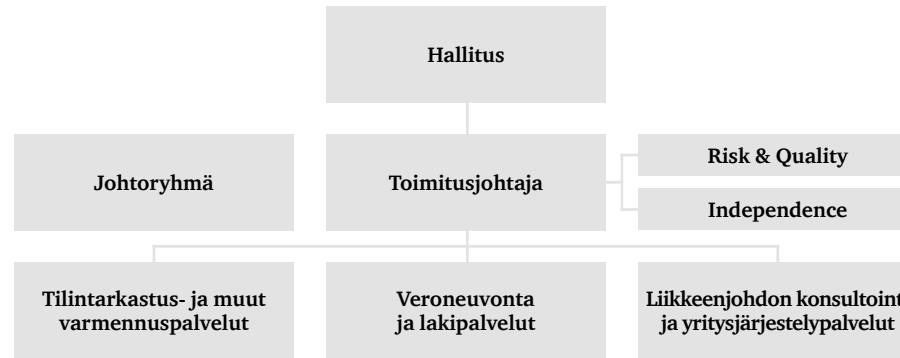 Hallitus
Johtoryhmä
Toimitusjohtaja
Risk & Quality
Independence
Tilintarkastus- ja muut
varmennuspalvelut
Veroneuvonta
ja lakipalvelut
Liikkeenjohdon konsultoint
ja yritysjärjestelypalvelut